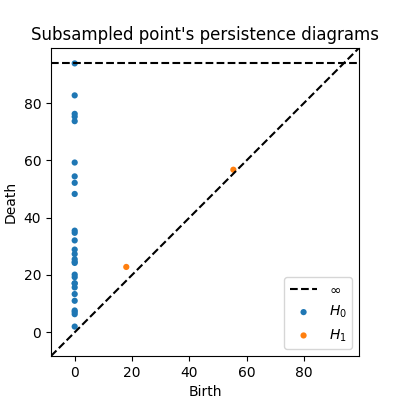 Subsampled point's persistence diagrams
80
60
40
20
0
Death
0 20 40 60 80
Birth
∞
H₀
H₁